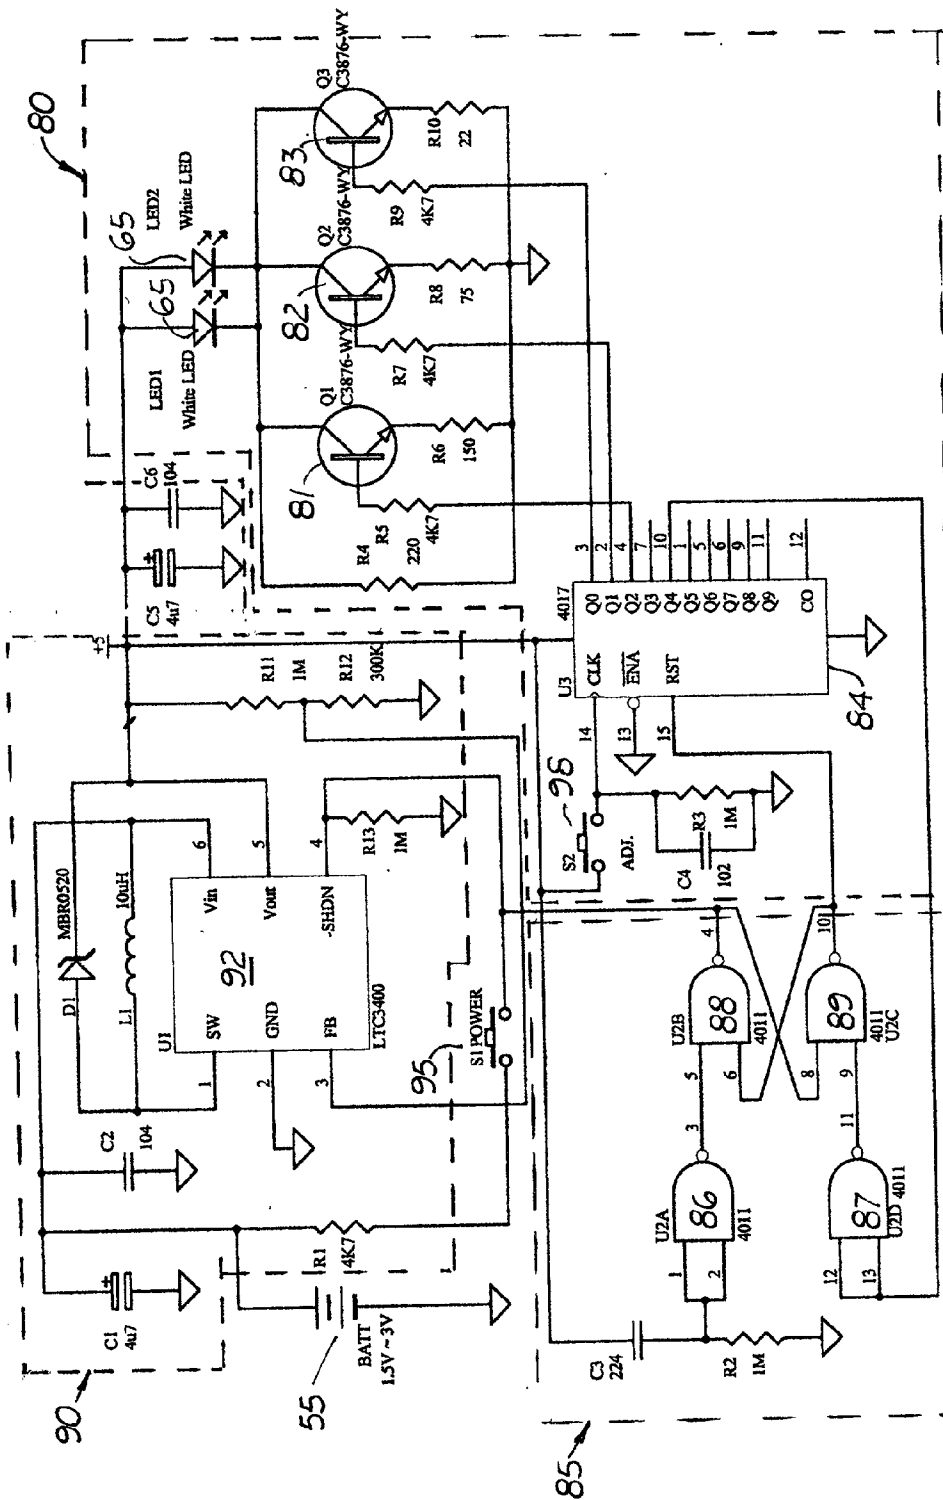 80
65
LED2
White LED
65
LED1
White LED
83
Q3
C3876-WY
R10
22
R9
4K7
82
Q2
C3876-WY
R8
75
R7
4K7
81
Q1
C3876-WY
R6
150
R5
4K7
R4
220
C6
104
C5
4u7
+5
R11
1M
R12
300K
90
C1
4u7
C2
104
D1
MBR0520
L1
10uH
U1
92
SW
GND
FB
Vin
Vout
-SHDN
LTC3400
1
2
3
6
5
4
R13
1M
95
S1POWER
R1
4K7
55
BATT
1.5V~3V
U3
4017
CLK
ENA
RST
14
13
15
Q0
Q1
Q2
Q3
Q4
Q5
Q6
Q7
Q8
Q9
CO
3
2
4
7
10
1
5
6
9
11
12
84
98
S2
ADJ.
C4
102
R3
1M
85
C3
224
R2
1M
U2A
86
4011
1
2
3
U2B
88
4011
5
6
4
U2D
87
4011
12
13
11
U2C
89
4011
8
9
10